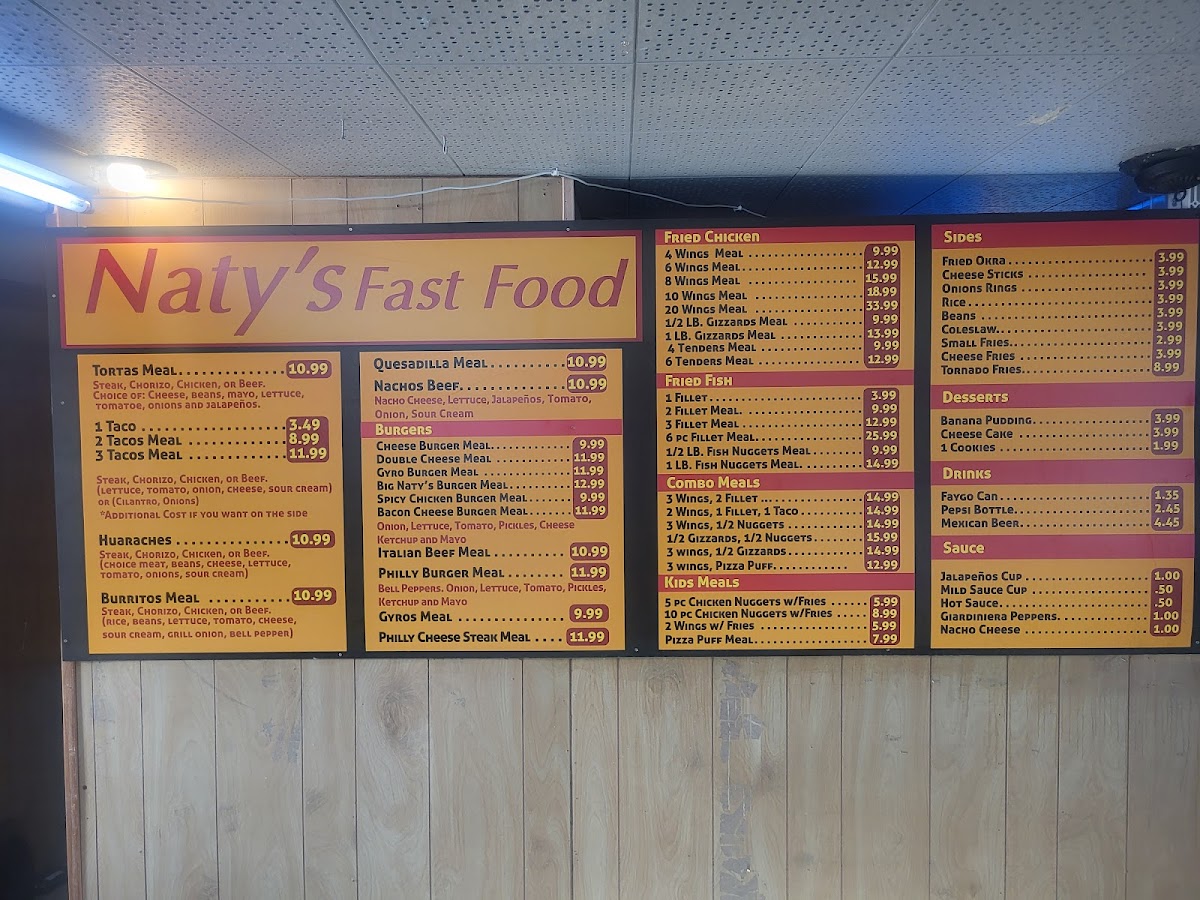 Naty's Fast Food
Tortas Meal 10.99
Steak, Chorizo, Chicken, or Beef.
Choice of: Cheese, beans, mayo, lettuce,
tomatoe, onions and jalapeños.
1 Taco 3.49
2 Tacos Meal 8.99
3 Tacos Meal 11.99
Steak, Chorizo, Chicken, or Beef.
(lettuce, tomato, onion, cheese, sour cream)
or (Cilantro, Onions)
*Additional Cost if you want on the side
Huaraches 10.99
Steak, Chorizo, Chicken, or Beef.
(choice meat, beans, cheese, lettuce,
tomato, onions, sour cream)
Burritos Meal 10.99
Steak, Chorizo, Chicken, or Beef.
(rice, beans, lettuce, tomato, cheese,
sour cream, grill onion, bell pepper)
Quesadilla Meal 10.99
Nachos Beef 10.99
Nacho Cheese, Lettuce, Jalapeños, Tomato,
Onion, Sour Cream
Burgers
Cheese Burger Meal 9.99
Double Cheese Meal 11.99
Gyro Burger Meal 11.99
Big Naty's Burger Meal 12.99
Spicy Chicken Burger Meal 9.99
Bacon Cheese Burger Meal 11.99
Onion, Lettuce, Tomato, Pickles, Cheese
Ketchup and Mayo
Italian Beef Meal 10.99
Philly Burger Meal 11.99
Bell Peppers. Onion, Lettuce, Tomato, Pickles,
Ketchup and Mayo
Gyros Meal 9.99
Philly Cheese Steak Meal 11.99
Fried Chicken
4 Wings Meal 9.99
6 Wings Meal 12.99
8 Wings Meal 15.99
10 Wings Meal 18.99
20 Wings Meal 33.99
1/2 LB. Gizzards Meal 9.99
1 LB. Gizzards Meal 13.99
4 Tenders Meal 9.99
6 Tenders Meal 12.99
Fried Fish
1 Fillet 3.99
2 Fillet Meal 9.99
3 Fillet Meal 12.99
6 pc Fillet Meal 25.99
1/2 LB. Fish Nuggets Meal 9.99
1 LB. Fish Nuggets Meal 14.99
Combo Meals
3 Wings, 2 Fillet 14.99
2 Wings, 1 Fillet, 1 Taco 14.99
3 Wings, 1/2 Nuggets 14.99
1/2 Gizzards, 1/2 Nuggets 15.99
3 wings, 1/2 Gizzards 14.99
3 wings, Pizza Puff 12.99
Kids Meals
5 pc Chicken Nuggets w/Fries 5.99
10 pc Chicken Nuggets w/Fries 8.99
2 Wings w/ Fries 5.99
Pizza Puff Meal 7.99
Sides
Fried Okra 3.99
Cheese Sticks 3.99
Onions Rings 3.99
Rice 3.99
Beans 3.99
Coleslaw 3.99
Small Fries 2.99
Cheese Fries 3.99
Tornado Fries 8.99
Desserts
Banana Pudding 3.99
Cheese Cake 3.99
1 Cookies 1.99
Drinks
Faygo Can 1.35
Pepsi Bottle 2.45
Mexican Beer 4.45
Sauce
Jalapeños Cup 1.00
Mild Sauce Cup .50
Hot Sauce .50
Giardiniera Peppers 1.00
Nacho Cheese 1.00